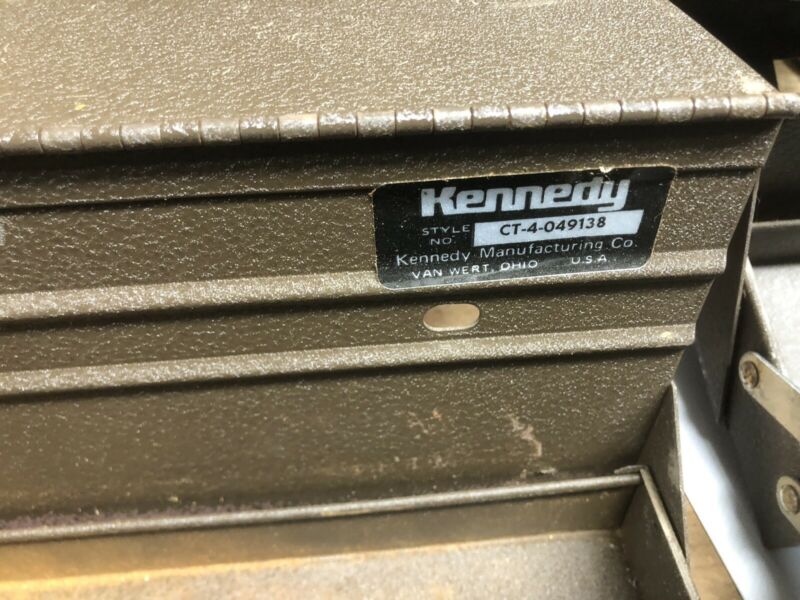 Kennedy
STYLE NO. CT-4-049138
Kennedy Manufacturing Co.
VAN WERT, OHIO U.S.A